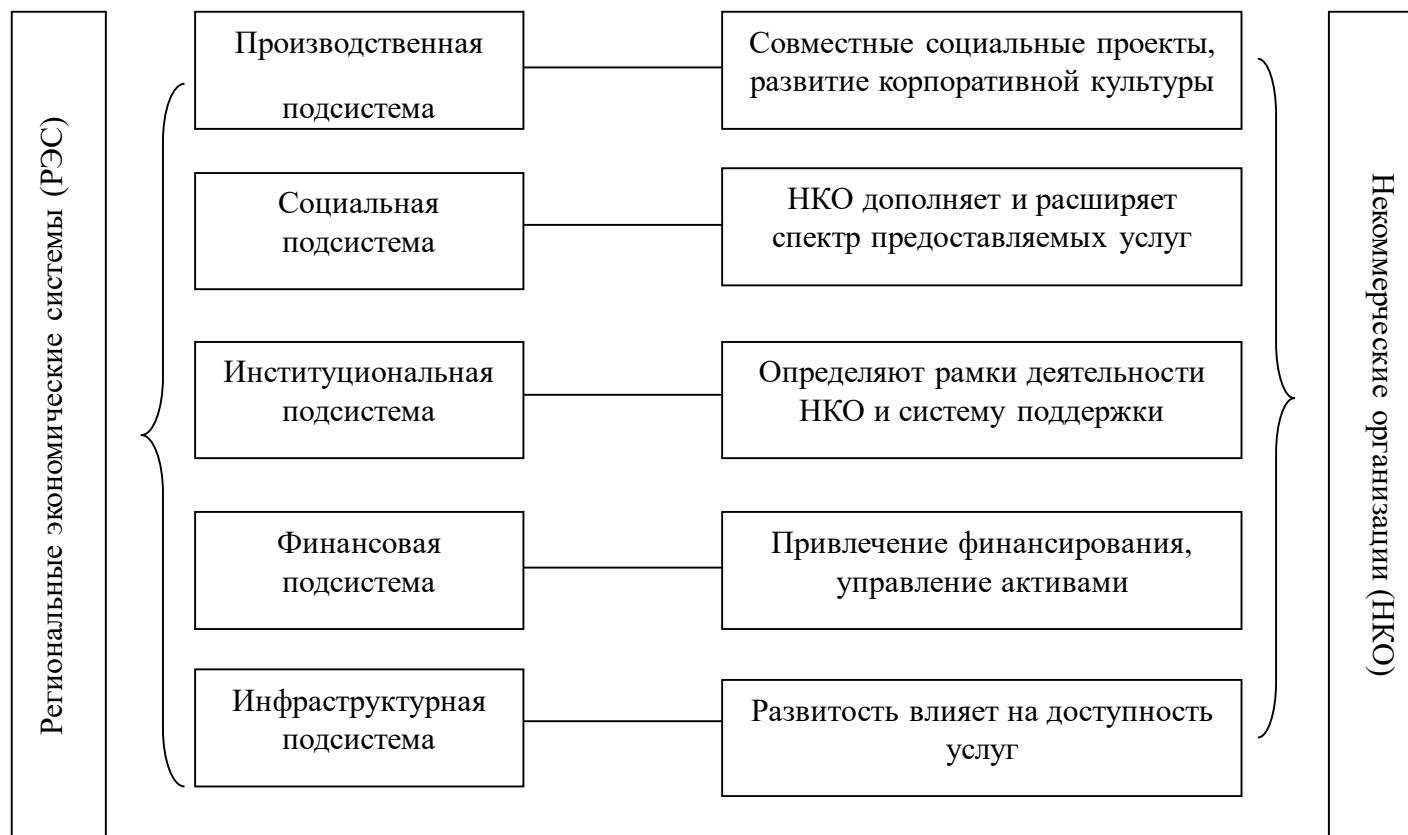 Региональные экономические системы (РЭС)
Производственная
подсистема
Совместные социальные проекты,
развитие корпоративной культуры
Социальная
подсистема
НКО дополняет и расширяет
спектр предоставляемых услуг
Институциональная
подсистема
Определяют рамки деятельности
НКО и систему поддержки
Финансовая
подсистема
Привлечение финансирования,
управление активами
Инфраструктурная
подсистема
Развитость влияет на доступность
услуг
Некоммерческие организации (НКО)